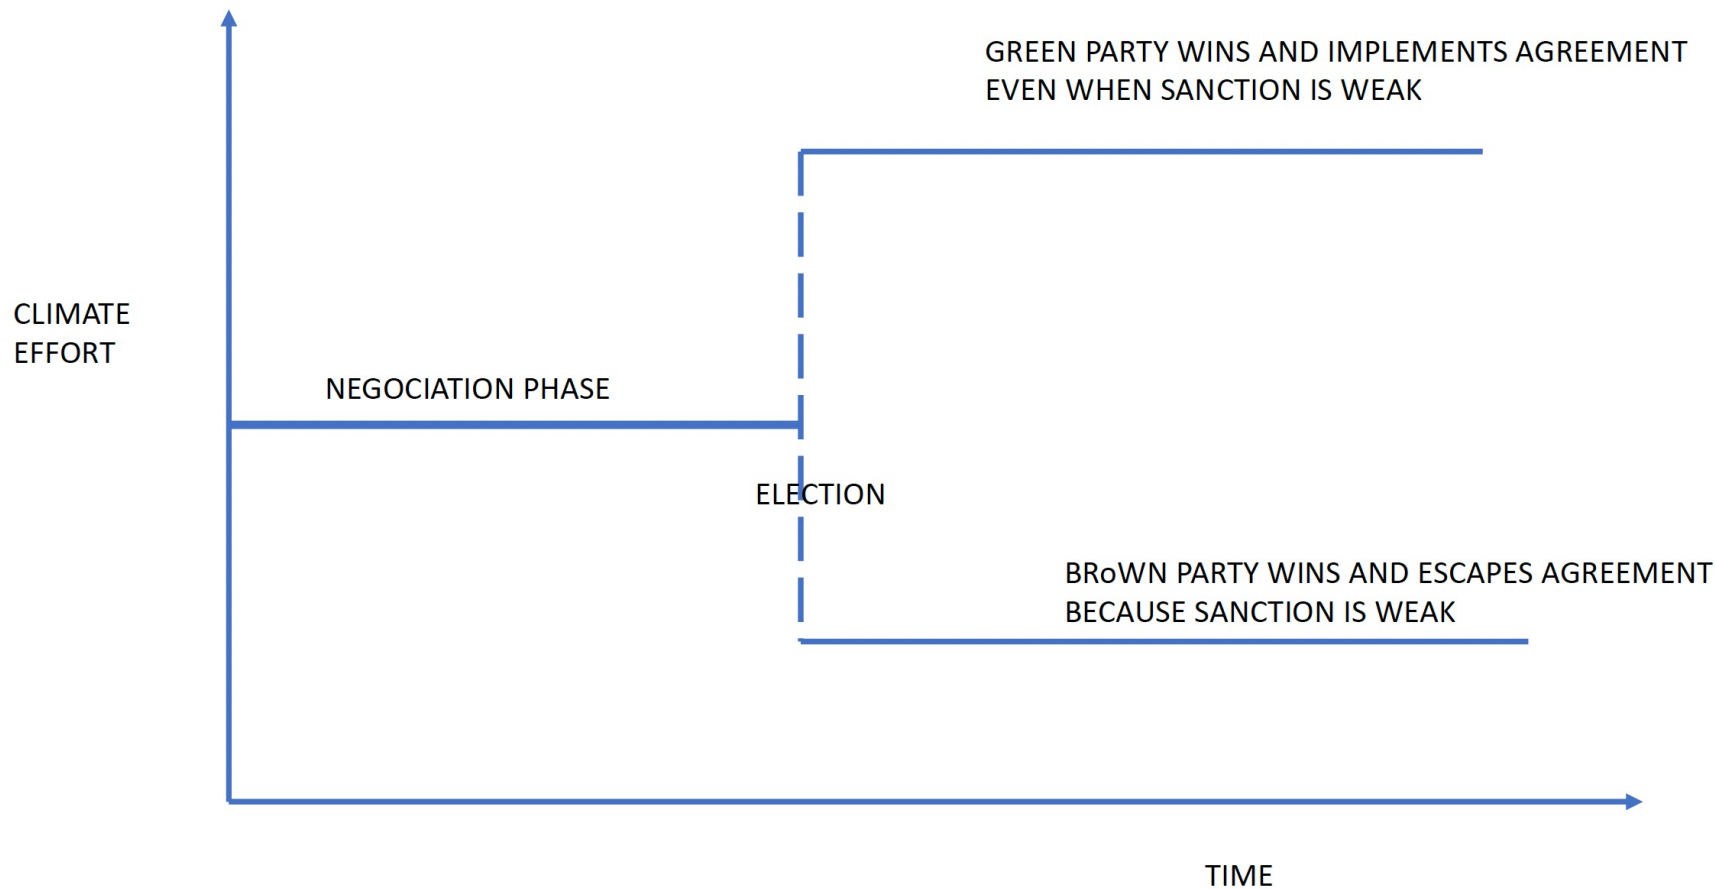 GREEN PARTY WINS AND IMPLEMENTS AGREEMENT
EVEN WHEN SANCTION IS WEAK
CLIMATE
EFFORT
NEGOCIATION PHASE
ELECTION
BRoWN PARTY WINS AND ESCAPES AGREEMENT
BECAUSE SANCTION IS WEAK
TIME